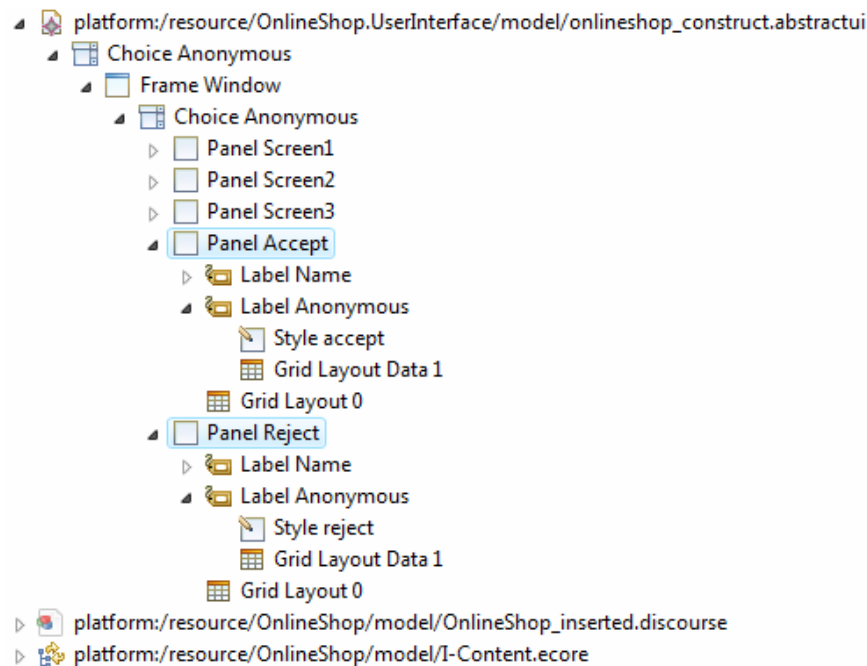 platform:/resource/OnlineShop.UserInterface/model/onlineshop_construct.abstractui
Choice Anonymous
Frame Window
Choice Anonymous
Panel Screen1
Panel Screen2
Panel Screen3
Panel Accept
Label Name
Label Anonymous
Style accept
Grid Layout Data 1
Grid Layout 0
Panel Reject
Label Name
Label Anonymous
Style reject
Grid Layout Data 1
Grid Layout 0
platform:/resource/OnlineShop/model/OnlineShop_inserted.discourse
platform:/resource/OnlineShop/model/I-Content.ecore